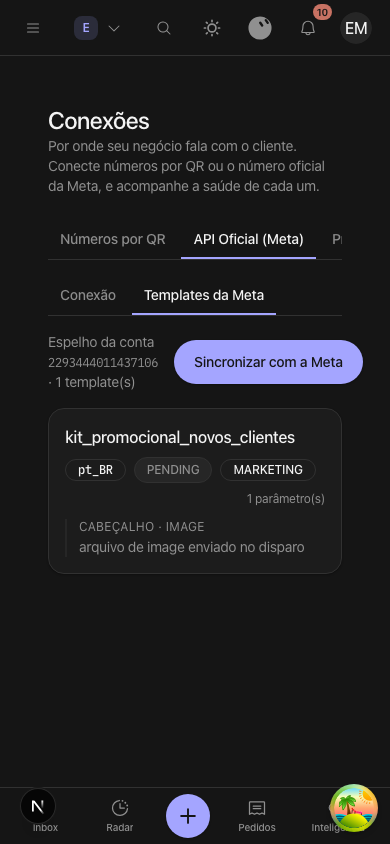 E
10
EM
Conexões
Por onde seu negócio fala com o cliente.
Conecte números por QR ou o número oficial
da Meta, e acompanhe a saúde de cada um.
Números por QR
API Oficial (Meta)
Conexão
Templates da Meta
Espelho da conta
2293444011437106
· 1 template(s)
Sincronizar com a Meta
kit_promocional_novos_clientes
pt_BR
PENDING
MARKETING
1 parâmetro(s)
CABEÇALHO · IMAGE
arquivo de image enviado no disparo
N
Inbox
Radar
Pedidos